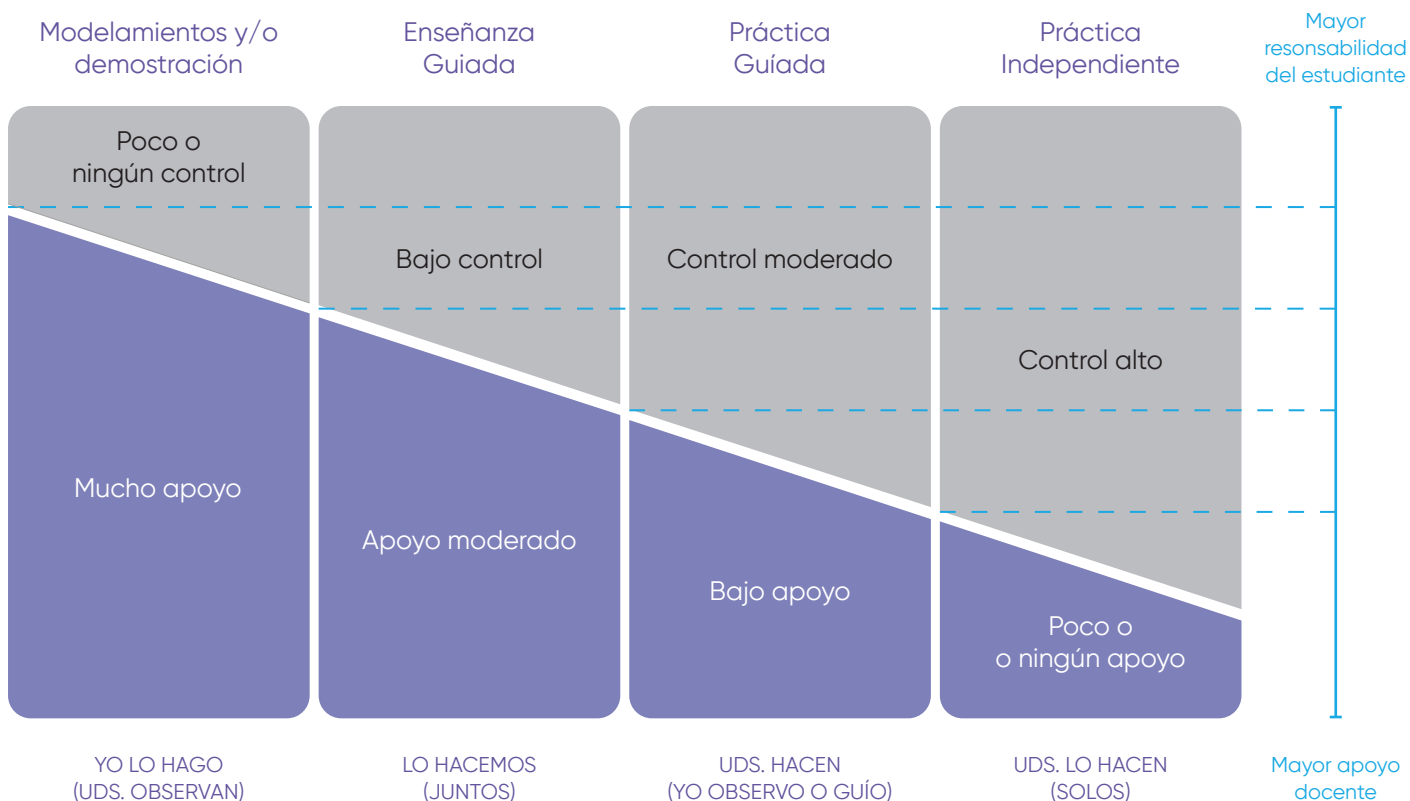 Modelamientos y/o
demostración
Enseñanza
Guiada
Práctica
Guíada
Práctica
Independiente
Mayor
resonsabilidad
del estudiante
Poco o
ningún control
Bajo control
Control moderado
Control alto
Mucho apoyo
Apoyo moderado
Bajo apoyo
Poco o
o ningún apoyo
YO LO HAGO
(UDS. OBSERVAN)
LO HACEMOS
(JUNTOS)
UDS. HACEN
(YO OBSERVO O GUÍO)
UDS. LO HACEN
(SOLOS)
Mayor apoyo
docente